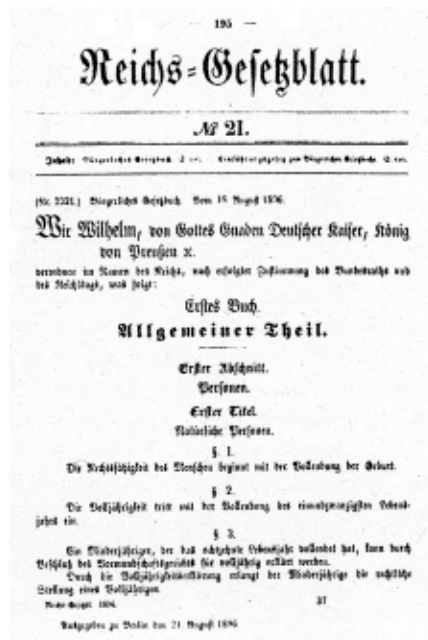 — 195 —
Reichs-Gesetzblatt.
№ 21.
Inhalt: Bürgerliches Gesetzbuch. S. 195. Einführungsgesetz zum Bürgerlichen Gesetzbuche. S.
(Nr. 2321.) Bürgerliches Gesetzbuch. Vom 18. August 1896.
Wir Wilhelm, von Gottes Gnaden Deutscher Kaiser, König
von Preußen ꝛc.
verordnen im Namen des Reichs, nach erfolgter Zustimmung des Bundesraths und
des Reichstags, was folgt:
Erstes Buch.
Allgemeiner Theil.
Erster Abschnitt.
Personen.
Erster Titel.
Natürliche Personen.
§ 1.
Die Rechtsfähigkeit des Menschen beginnt mit der Vollendung der Geburt.
§ 2.
Die Volljährigkeit tritt mit der Vollendung des einundzwanzigsten Lebens-
jahrs ein.
§ 3.
Ein Minderjähriger, der das achtzehnte Lebensjahr vollendet hat, kann durch
Beschluß des Vormundschaftsgerichts für volljährig erklärt werden.
Durch die Volljährigkeitserklärung erlangt der Minderjährige die rechtliche
Stellung eines Volljährigen.
Reichs-Gesetzbl. 1896. 37
Ausgegeben zu Berlin den 21. August 1896.